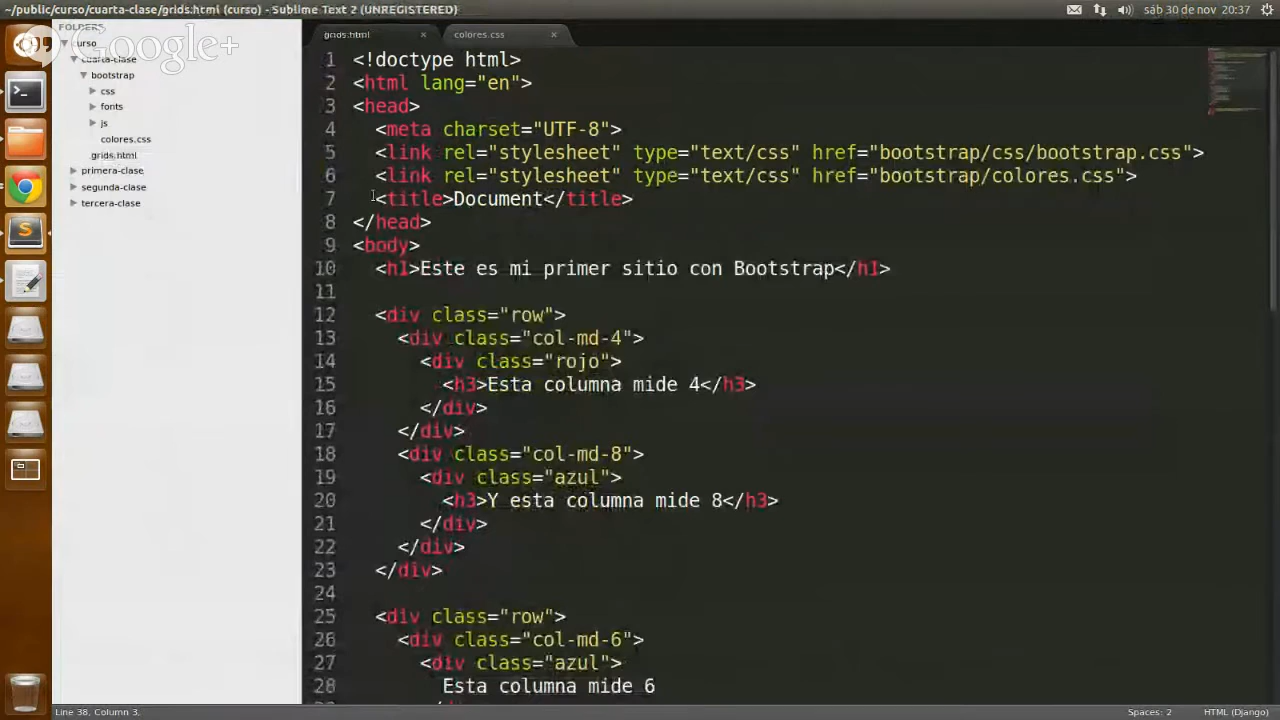 ~/public/curso/cuarta-clase/grids.html (curso) - Sublime Text 2 (UNREGISTERED)
sáb 30 de nov 20:37
Google+
FOLDERS
curso
cuarta-clase
bootstrap
css
fonts
js
colores.css
grids.html
primera-clase
segunda-clase
tercera-clase
grids.html
colores.css
1 <!doctype html>
2 <html lang="en">
3 <head>
4 <meta charset="UTF-8">
5 <link rel="stylesheet" type="text/css" href="bootstrap/css/bootstrap.css">
6 <link rel="stylesheet" type="text/css" href="bootstrap/colores.css">
7 <title>Document</title>
8 </head>
9 <body>
10 <h1>Este es mi primer sitio con Bootstrap</h1>
11
12 <div class="row">
13 <div class="col-md-4">
14 <div class="rojo">
15 <h3>Esta columna mide 4</h3>
16 </div>
17 </div>
18 <div class="col-md-8">
19 <div class="azul">
20 <h3>Y esta columna mide 8</h3>
21 </div>
22 </div>
23 </div>
24
25 <div class="row">
26 <div class="col-md-6">
27 <div class="azul">
28 Esta columna mide 6
Line 38, Column 3
Spaces: 2
HTML (Django)